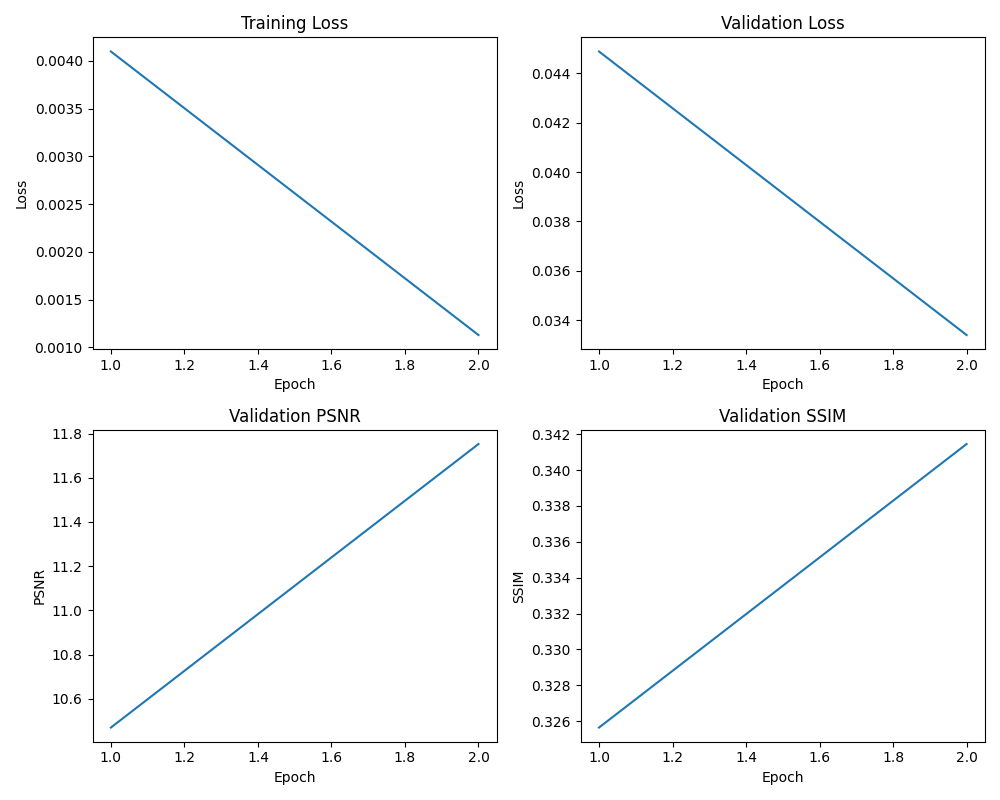 Training Loss
Loss
0.0040
0.0035
0.0030
0.0025
0.0020
0.0015
0.0010
1.0 1.2 1.4 1.6 1.8 2.0
Epoch
Validation Loss
Loss
0.044
0.042
0.040
0.038
0.036
0.034
1.0 1.2 1.4 1.6 1.8 2.0
Epoch
Validation PSNR
PSNR
11.8
11.6
11.4
11.2
11.0
10.8
10.6
1.0 1.2 1.4 1.6 1.8 2.0
Epoch
Validation SSIM
SSIM
0.342
0.340
0.338
0.336
0.334
0.332
0.330
0.328
0.326
1.0 1.2 1.4 1.6 1.8 2.0
Epoch